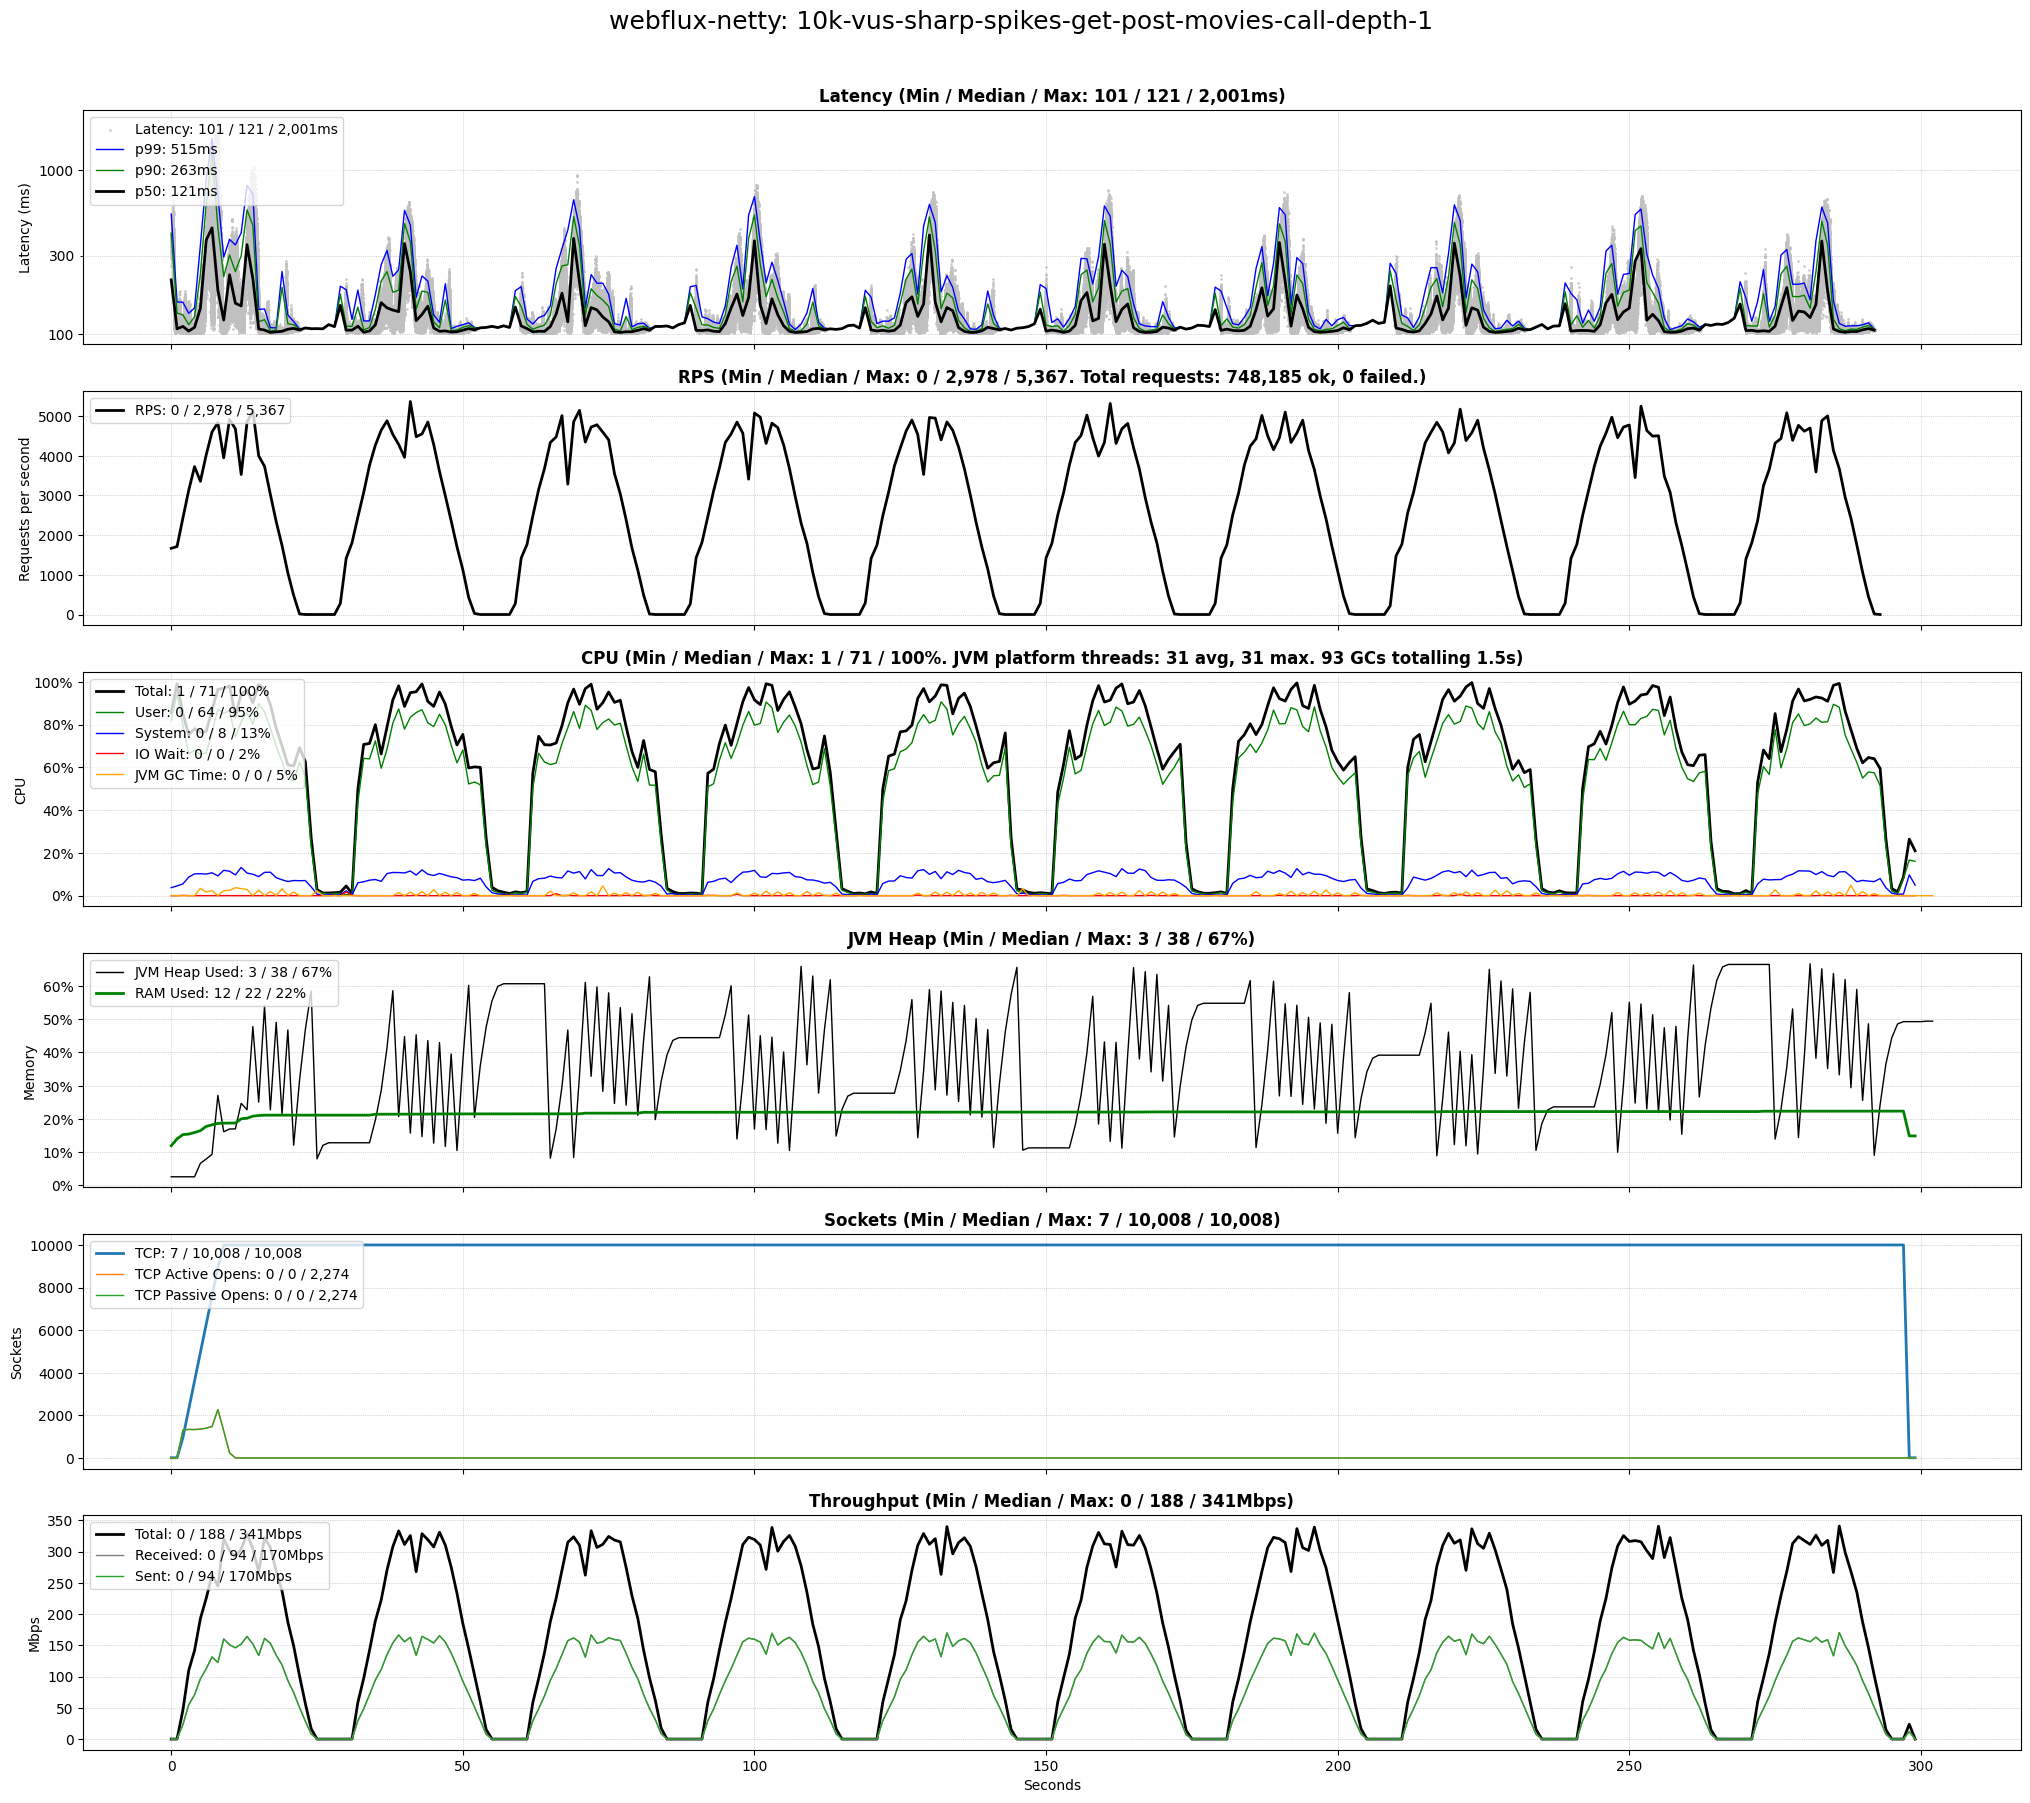 webflux-netty: 10k-vus-sharp-spikes-get-post-movies-call-depth-1
Latency (Min / Median / Max: 101 / 121 / 2,001ms)
Latency: 101 / 121 / 2,001ms
p99: 515ms
p90: 263ms
p50: 121ms
Latency (ms)
1000
300
100
RPS (Min / Median / Max: 0 / 2,978 / 5,367. Total requests: 748,185 ok, 0 failed.)
RPS: 0 / 2,978 / 5,367
Requests per second
5000
4000
3000
2000
1000
0
CPU (Min / Median / Max: 1 / 71 / 100%. JVM platform threads: 31 avg, 31 max. 93 GCs totalling 1.5s)
Total: 1 / 71 / 100%
User: 0 / 64 / 95%
System: 0 / 8 / 13%
IO Wait: 0 / 0 / 2%
JVM GC Time: 0 / 0 / 5%
CPU
100%
80%
60%
40%
20%
0%
JVM Heap (Min / Median / Max: 3 / 38 / 67%)
JVM Heap Used: 3 / 38 / 67%
RAM Used: 12 / 22 / 22%
Memory
60%
50%
40%
30%
20%
10%
0%
Sockets (Min / Median / Max: 7 / 10,008 / 10,008)
TCP: 7 / 10,008 / 10,008
TCP Active Opens: 0 / 0 / 2,274
TCP Passive Opens: 0 / 0 / 2,274
Sockets
10000
8000
6000
4000
2000
0
Throughput (Min / Median / Max: 0 / 188 / 341Mbps)
Total: 0 / 188 / 341Mbps
Received: 0 / 94 / 170Mbps
Sent: 0 / 94 / 170Mbps
Mbps
350
300
250
200
150
100
50
0
0 50 100 150 200 250 300
Seconds